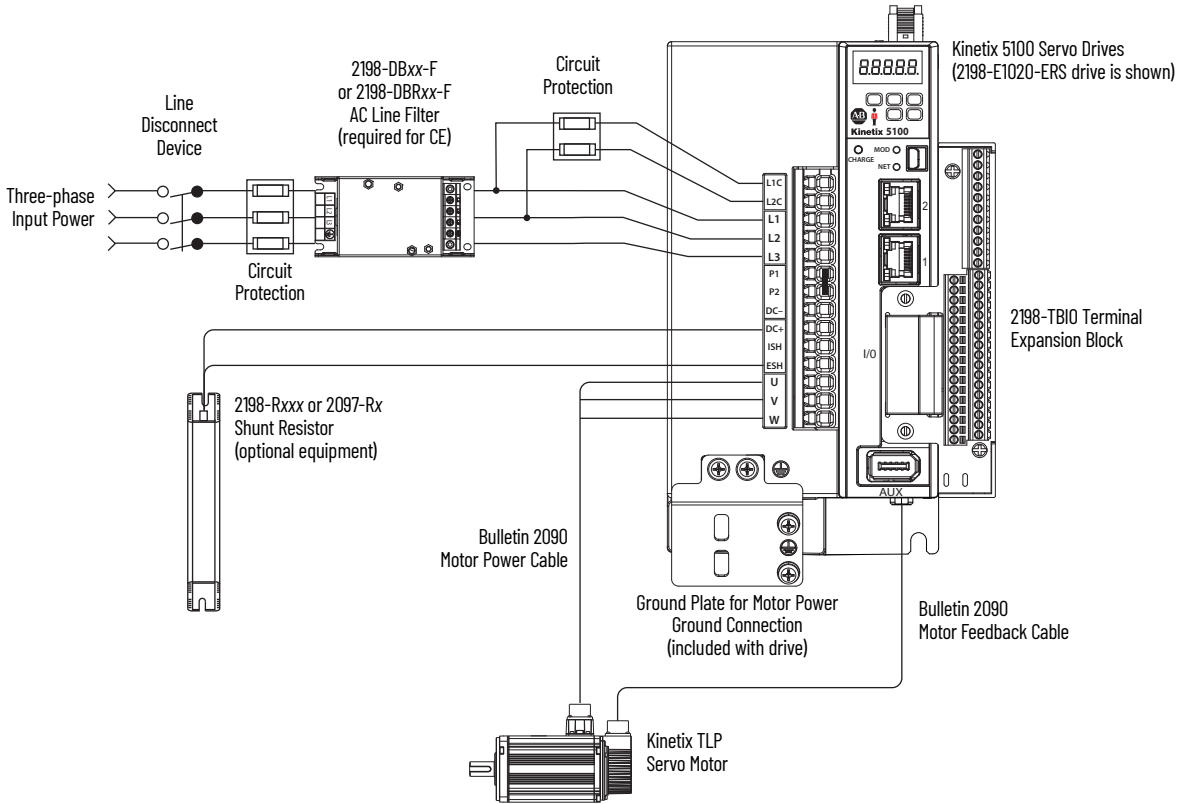 Kinetix 5100 Servo Drives
(2198-E1020-ERS drive is shown)
2198-DBxx-F
or 2198-DBRxx-F
AC Line Filter
(required for CE)
Circuit
Protection
Line
Disconnect
Device
Three-phase
Input Power
Circuit
Protection
L1
L2
L3
8.8.8.8.8.
A-B
Kinetix 5100
CHARGE
MOD
NET
2
1
I/O
AUX
L1C
L2C
L1
L2
L3
P1
P2
DC–
DC+
ISH
ESH
U
V
W
2198-TBIO Terminal
Expansion Block
2198-Rxxx or 2097-Rx
Shunt Resistor
(optional equipment)
Bulletin 2090
Motor Power Cable
Ground Plate for Motor Power
Ground Connection
(included with drive)
Bulletin 2090
Motor Feedback Cable
Kinetix TLP
Servo Motor